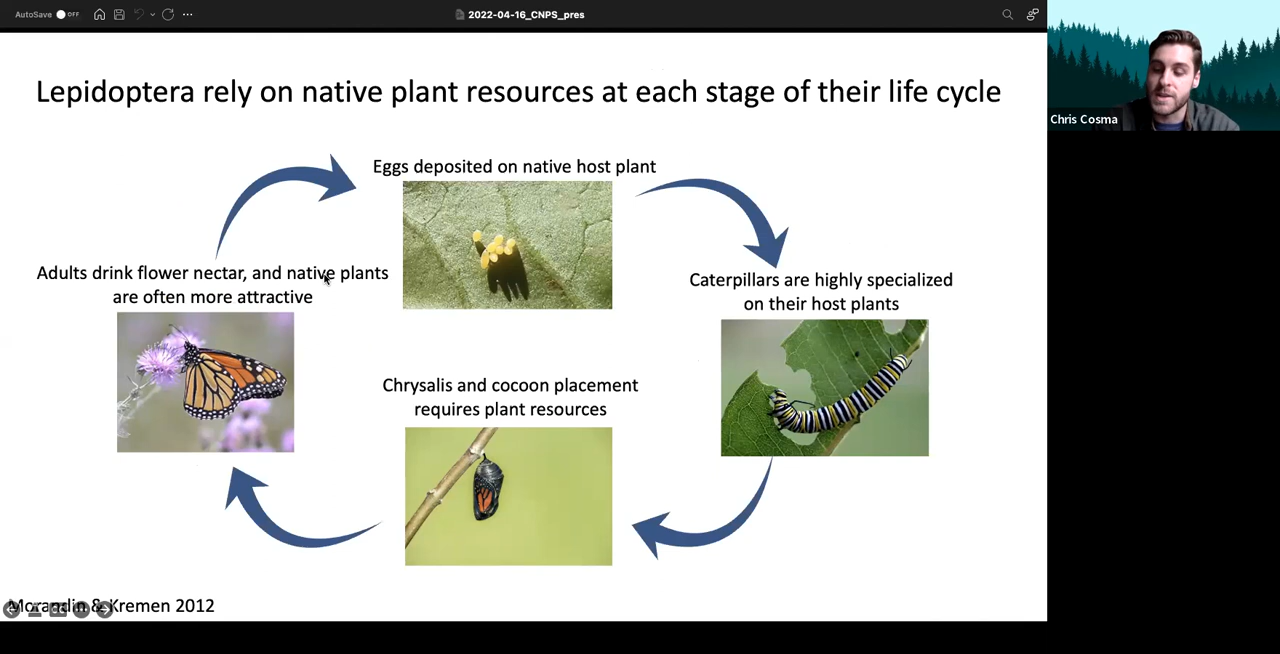 AutoSave OFF
2022-04-16_CNPS_pres
Chris Cosma
Lepidoptera rely on native plant resources at each stage of their life cycle
Eggs deposited on native host plant
Caterpillars are highly specialized
on their host plants
Chrysalis and cocoon placement
requires plant resources
Adults drink flower nectar, and native plants
are often more attractive
Morandin & Kremen 2012